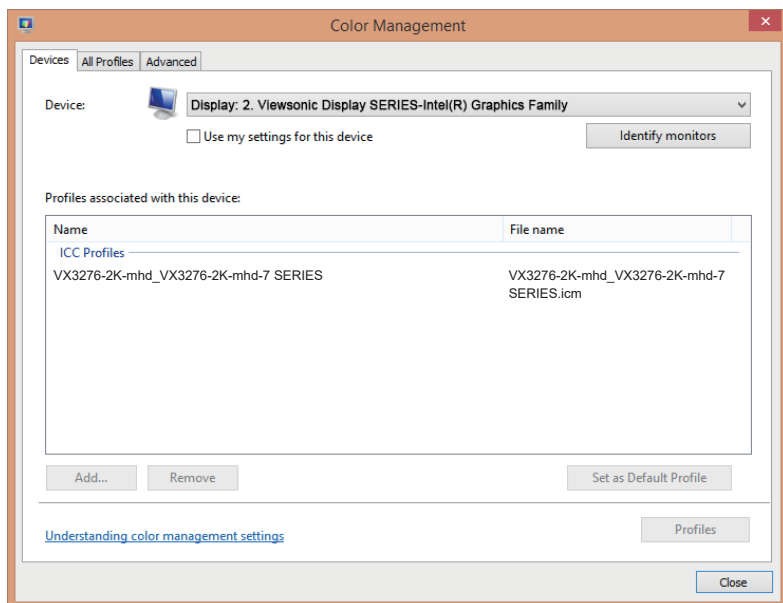 Color Management
Devices All Profiles Advanced
Device: Display: 2. Viewsonic Display SERIES-Intel(R) Graphics Family
Use my settings for this device Identify monitors
Profiles associated with this device:
Name File name
ICC Profiles
VX3276-2K-mhd_VX3276-2K-mhd-7 SERIES VX3276-2K-mhd_VX3276-2K-mhd-7
SERIES.icm
Add... Remove Set as Default Profile
Understanding color management settings Profiles
Close